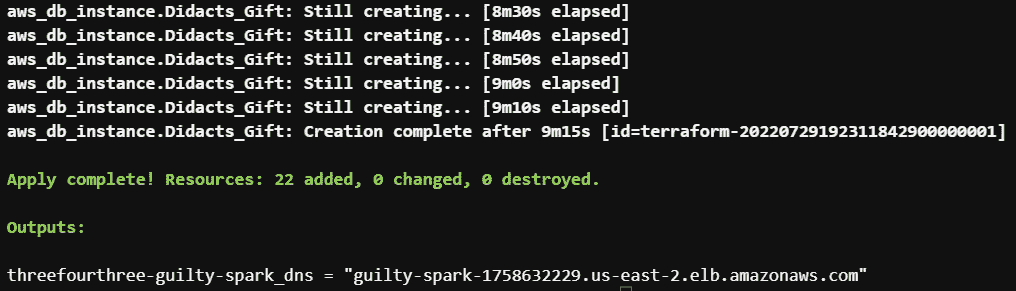 aws_db_instance.Didacts_Gift: Still creating... [8m30s elapsed]
aws_db_instance.Didacts_Gift: Still creating... [8m40s elapsed]
aws_db_instance.Didacts_Gift: Still creating... [8m50s elapsed]
aws_db_instance.Didacts_Gift: Still creating... [9m0s elapsed]
aws_db_instance.Didacts_Gift: Still creating... [9m10s elapsed]
aws_db_instance.Didacts_Gift: Creation complete after 9m15s [id=terraform-20220729192311842900000001]
Apply complete! Resources: 22 added, 0 changed, 0 destroyed.
Outputs:
threefourthree-guilty-spark_dns = "guilty-spark-1758632229.us-east-2.elb.amazonaws.com"